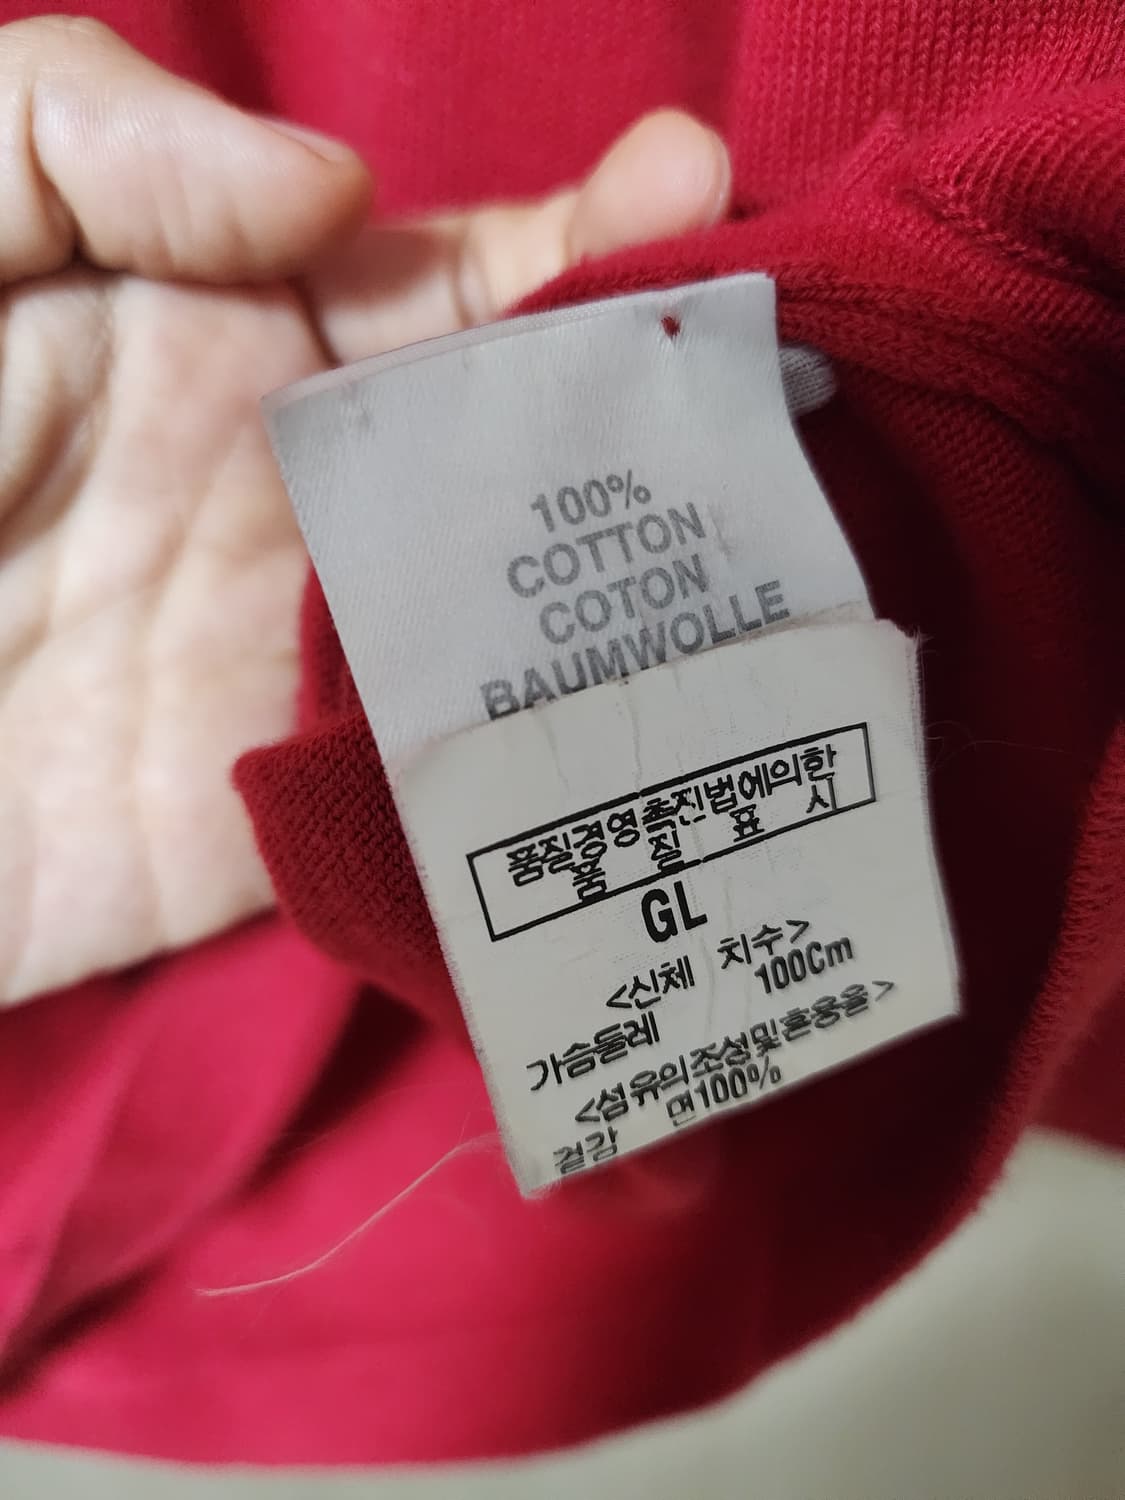 100%
COTTON
COTON
BAUMWOLLE
품질경영촉진법에의한
품 질 표 시
GL
<신체 치수>
가슴둘레 100Cm
<섬유의조성및혼용율>
겉감 면100%